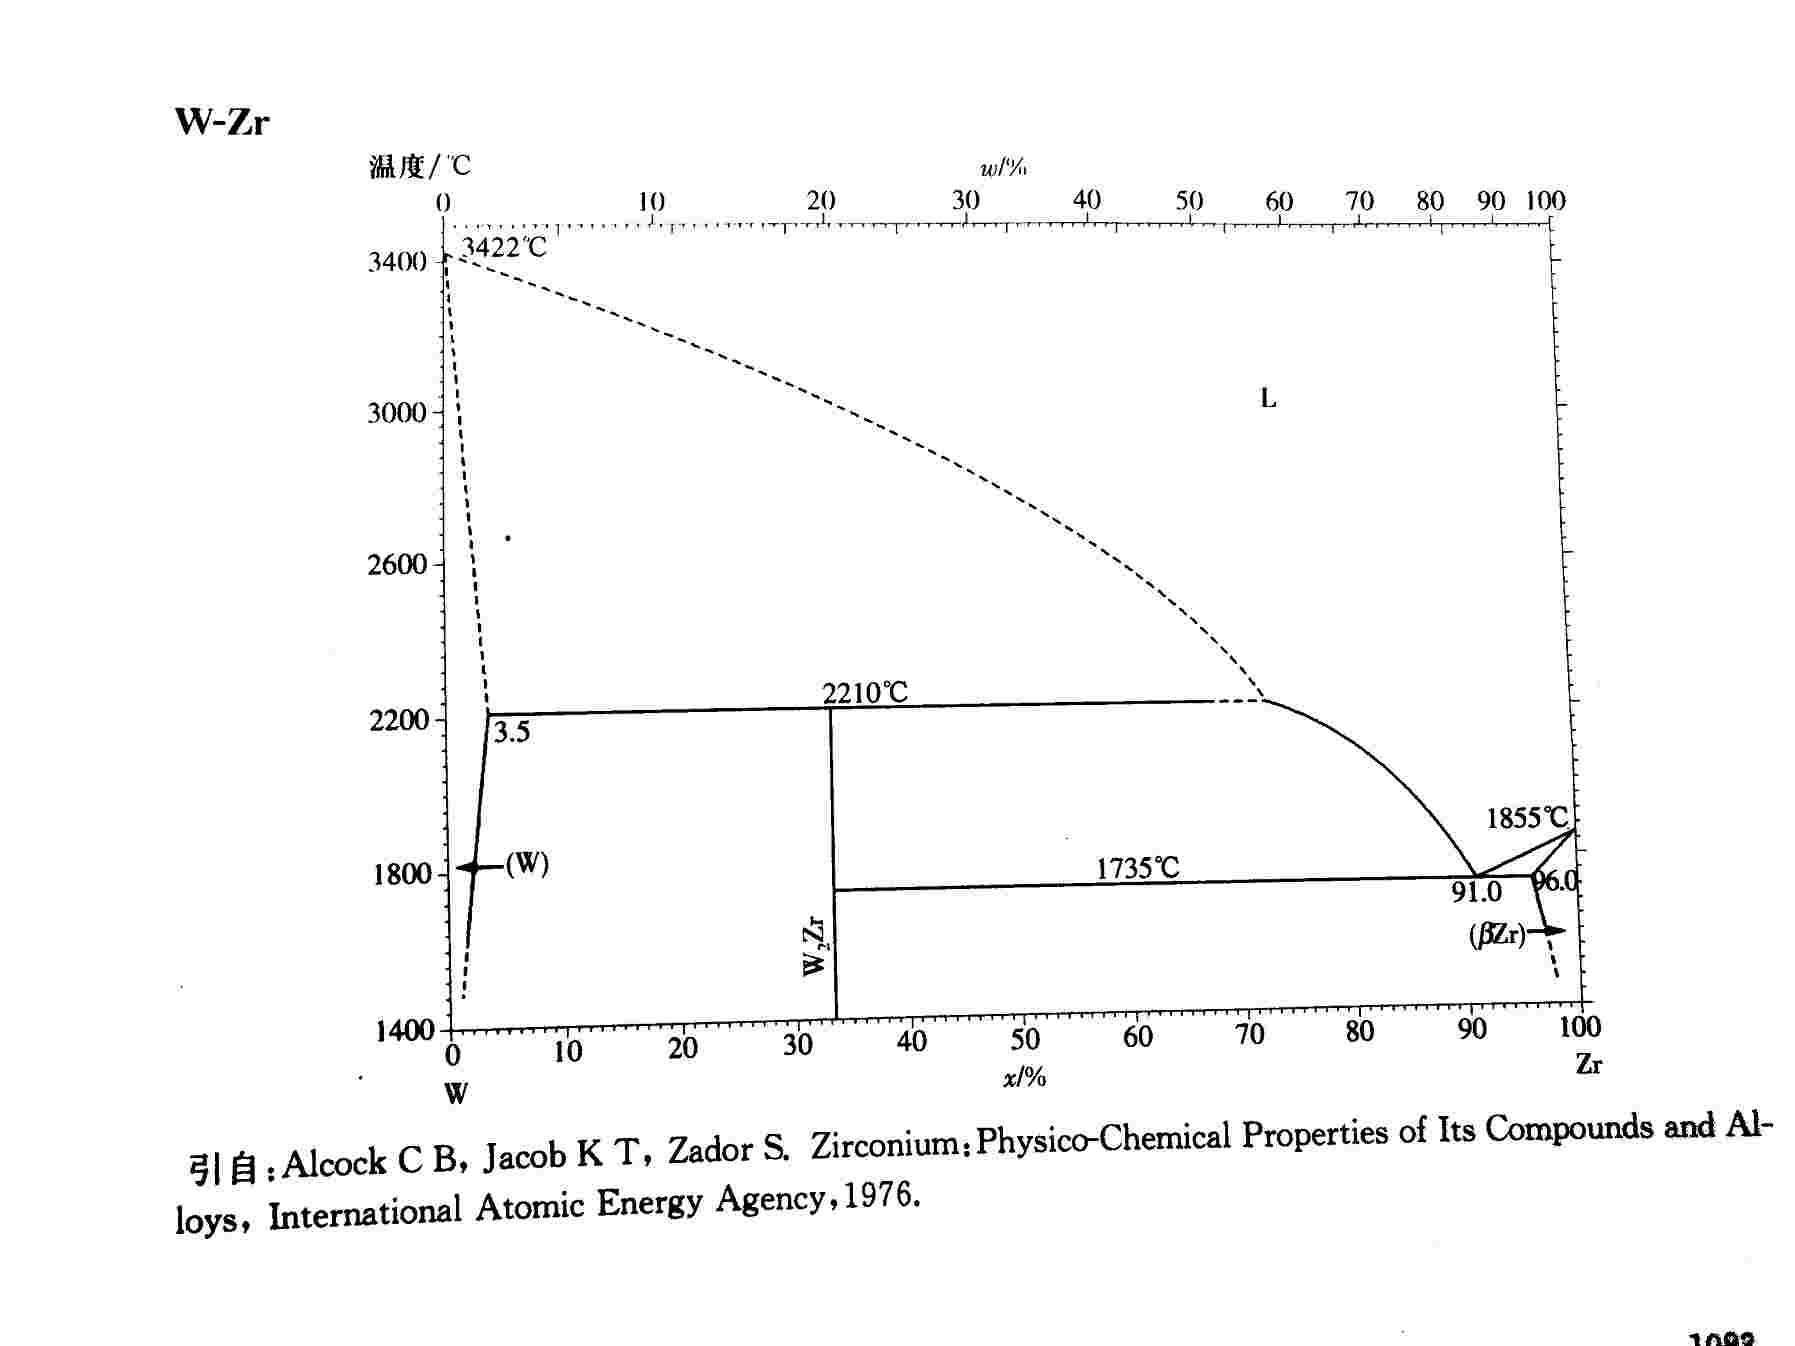 W-Zr
温度/℃
w/%
0 10 20 30 40 50 60 70 80 90 100
3422℃
3400
L
3000
2600
2210℃
2200
3.5
1855℃
(W)
1800
1735℃
91.0
96.0
(βZr)
W₂Zr
1400
0 10 20 30 40 50 60 70 80 90 100
x/%
W
Zr
引自:Alcock C B, Jacob K T, Zador S. Zirconium:Physico-Chemical Properties of Its Compounds and Al-
loys, International Atomic Energy Agency,1976.